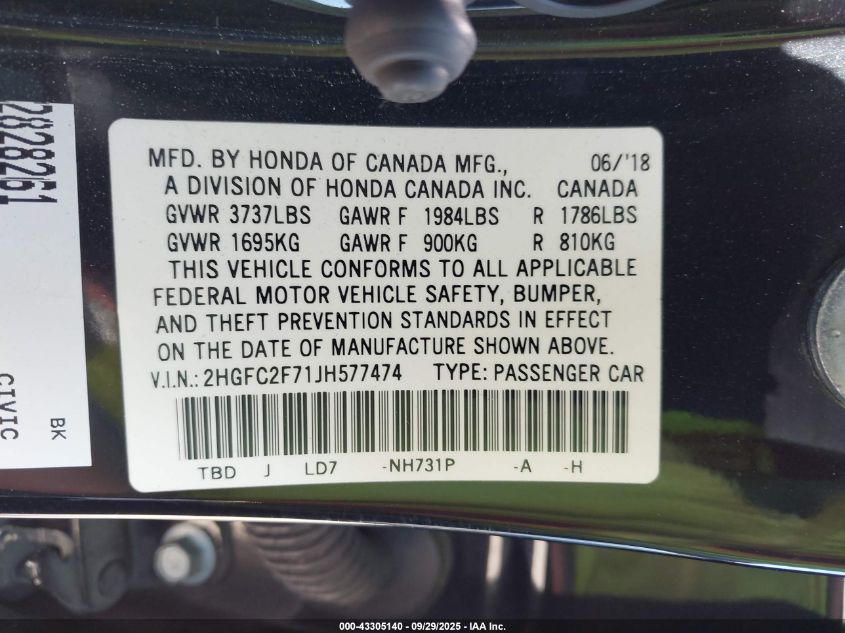 2828261
CIVIC
BK
MFD. BY HONDA OF CANADA MFG., 06/'18
A DIVISION OF HONDA CANADA INC. CANADA
GVWR 3737LBS GAWR F 1984LBS R 1786LBS
GVWR 1695KG GAWR F 900KG R 810KG
THIS VEHICLE CONFORMS TO ALL APPLICABLE
FEDERAL MOTOR VEHICLE SAFETY, BUMPER,
AND THEFT PREVENTION STANDARDS IN EFFECT
ON THE DATE OF MANUFACTURE SHOWN ABOVE.
V.I.N.: 2HGFC2F71JH577474 TYPE: PASSENGER CAR
TBD J LD7 -NH731P -A -H
000-43305140 - 09/29/2025 - IAA Inc.